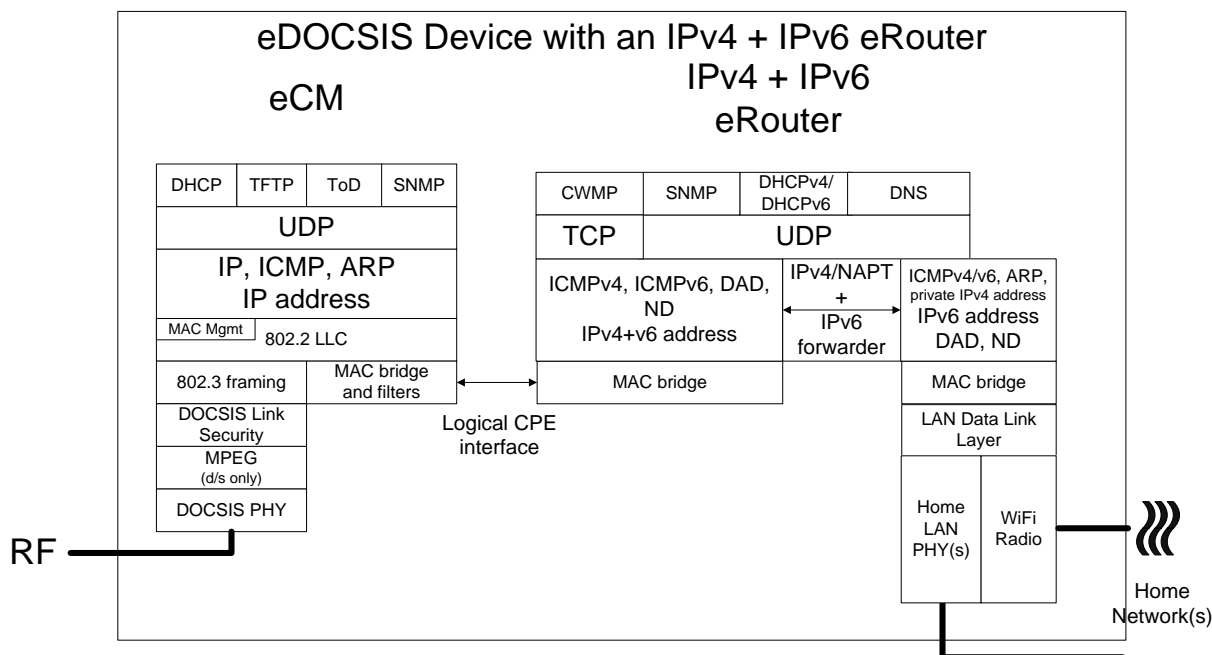 eDOCSIS Device with an IPv4 + IPv6 eRouter
eCM
IPv4 + IPv6
eRouter
DHCP
TFTP
ToD
SNMP
UDP
IP, ICMP, ARP
IP address
MAC Mgmt
802.2 LLC
802.3 framing
MAC bridge
and filters
DOCSIS Link
Security
MPEG
(d/s only)
DOCSIS PHY
RF
Logical CPE
interface
CWMP
SNMP
DHCPv4/
DHCPv6
DNS
TCP
UDP
ICMPv4, ICMPv6, DAD,
ND
IPv4+v6 address
IPv4/NAPT
+
IPv6
forwarder
ICMPv4/v6, ARP,
private IPv4 address
IPv6 address
DAD, ND
MAC bridge
MAC bridge
LAN Data Link
Layer
Home
LAN
PHY(s)
WiFi
Radio
Home
Network(s)